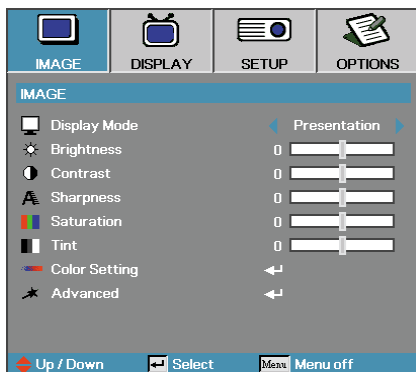 IMAGE DISPLAY SETUP OPTIONS
IMAGE
Display Mode Presentation
Brightness 0
Contrast 0
Sharpness 0
Saturation 0
Tint 0
Color Setting
Advanced
Up / Down Select Menu Menu off